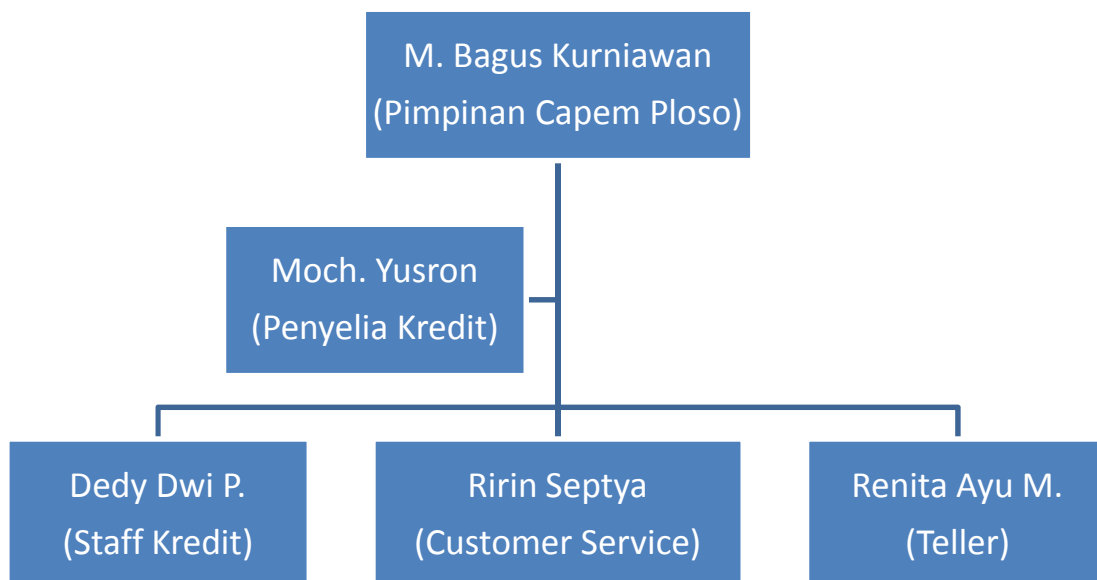 M. Bagus Kurniawan
(Pimpinan Capem Ploso)
Moch. Yusron
(Penyelia Kredit)
Dedy Dwi P.
(Staff Kredit)
Ririn Septya
(Customer Service)
Renita Ayu M.
(Teller)